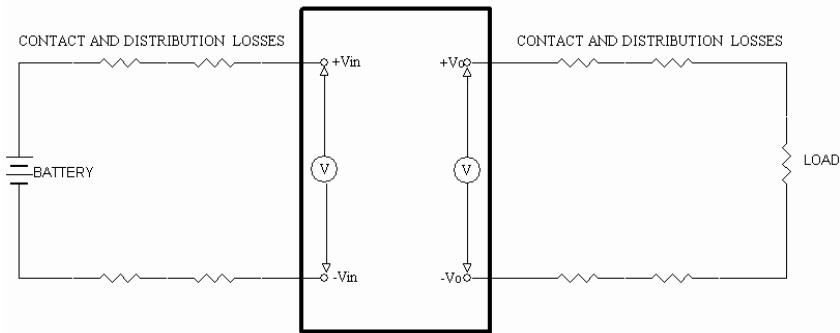 CONTACT AND DISTRIBUTION LOSSES
CONTACT AND DISTRIBUTION LOSSES
+Vin
+Vo
V
V
BATTERY
LOAD
-Vin
-Vo